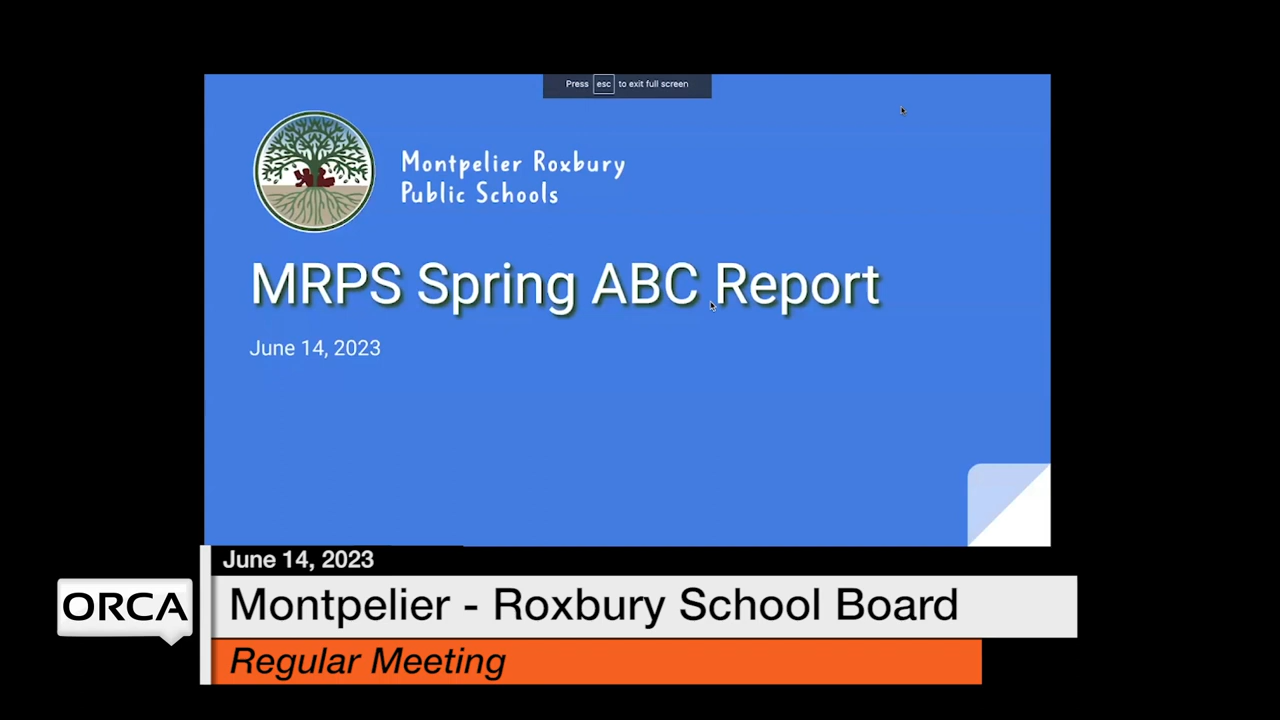 Press esc to exit full screen
Montpelier Roxbury
Public Schools
MRPS Spring ABC Report
June 14, 2023
June 14, 2023
ORCA
Montpelier - Roxbury School Board
Regular Meeting